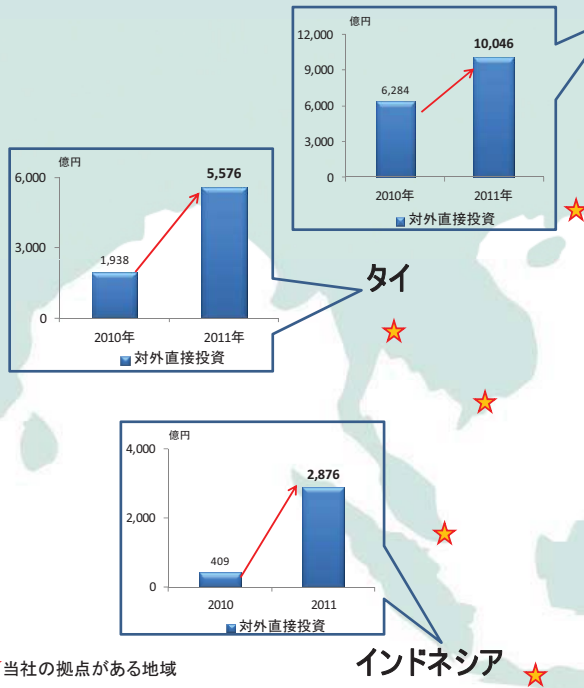 億円
12,000
9,000
6,000
3,000
0
6,284
10,046
2010年
2011年
対外直接投資
億円
6,000
3,000
0
1,938
5,576
2010年
2011年
対外直接投資
タイ
億円
4,000
2,000
0
409
2,876
2010
2011
対外直接投資
当社の拠点がある地域
インドネシア